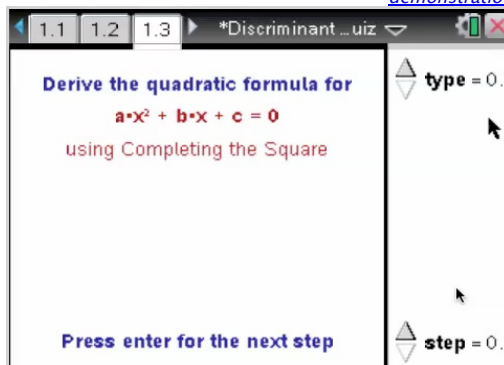 demonstration
1.1 1.2 1.3 *Discriminant ...uiz
Derive the quadratic formula for
a•x² + b•x + c = 0
using Completing the Square
type = 0.
Press enter for the next step
step = 0.